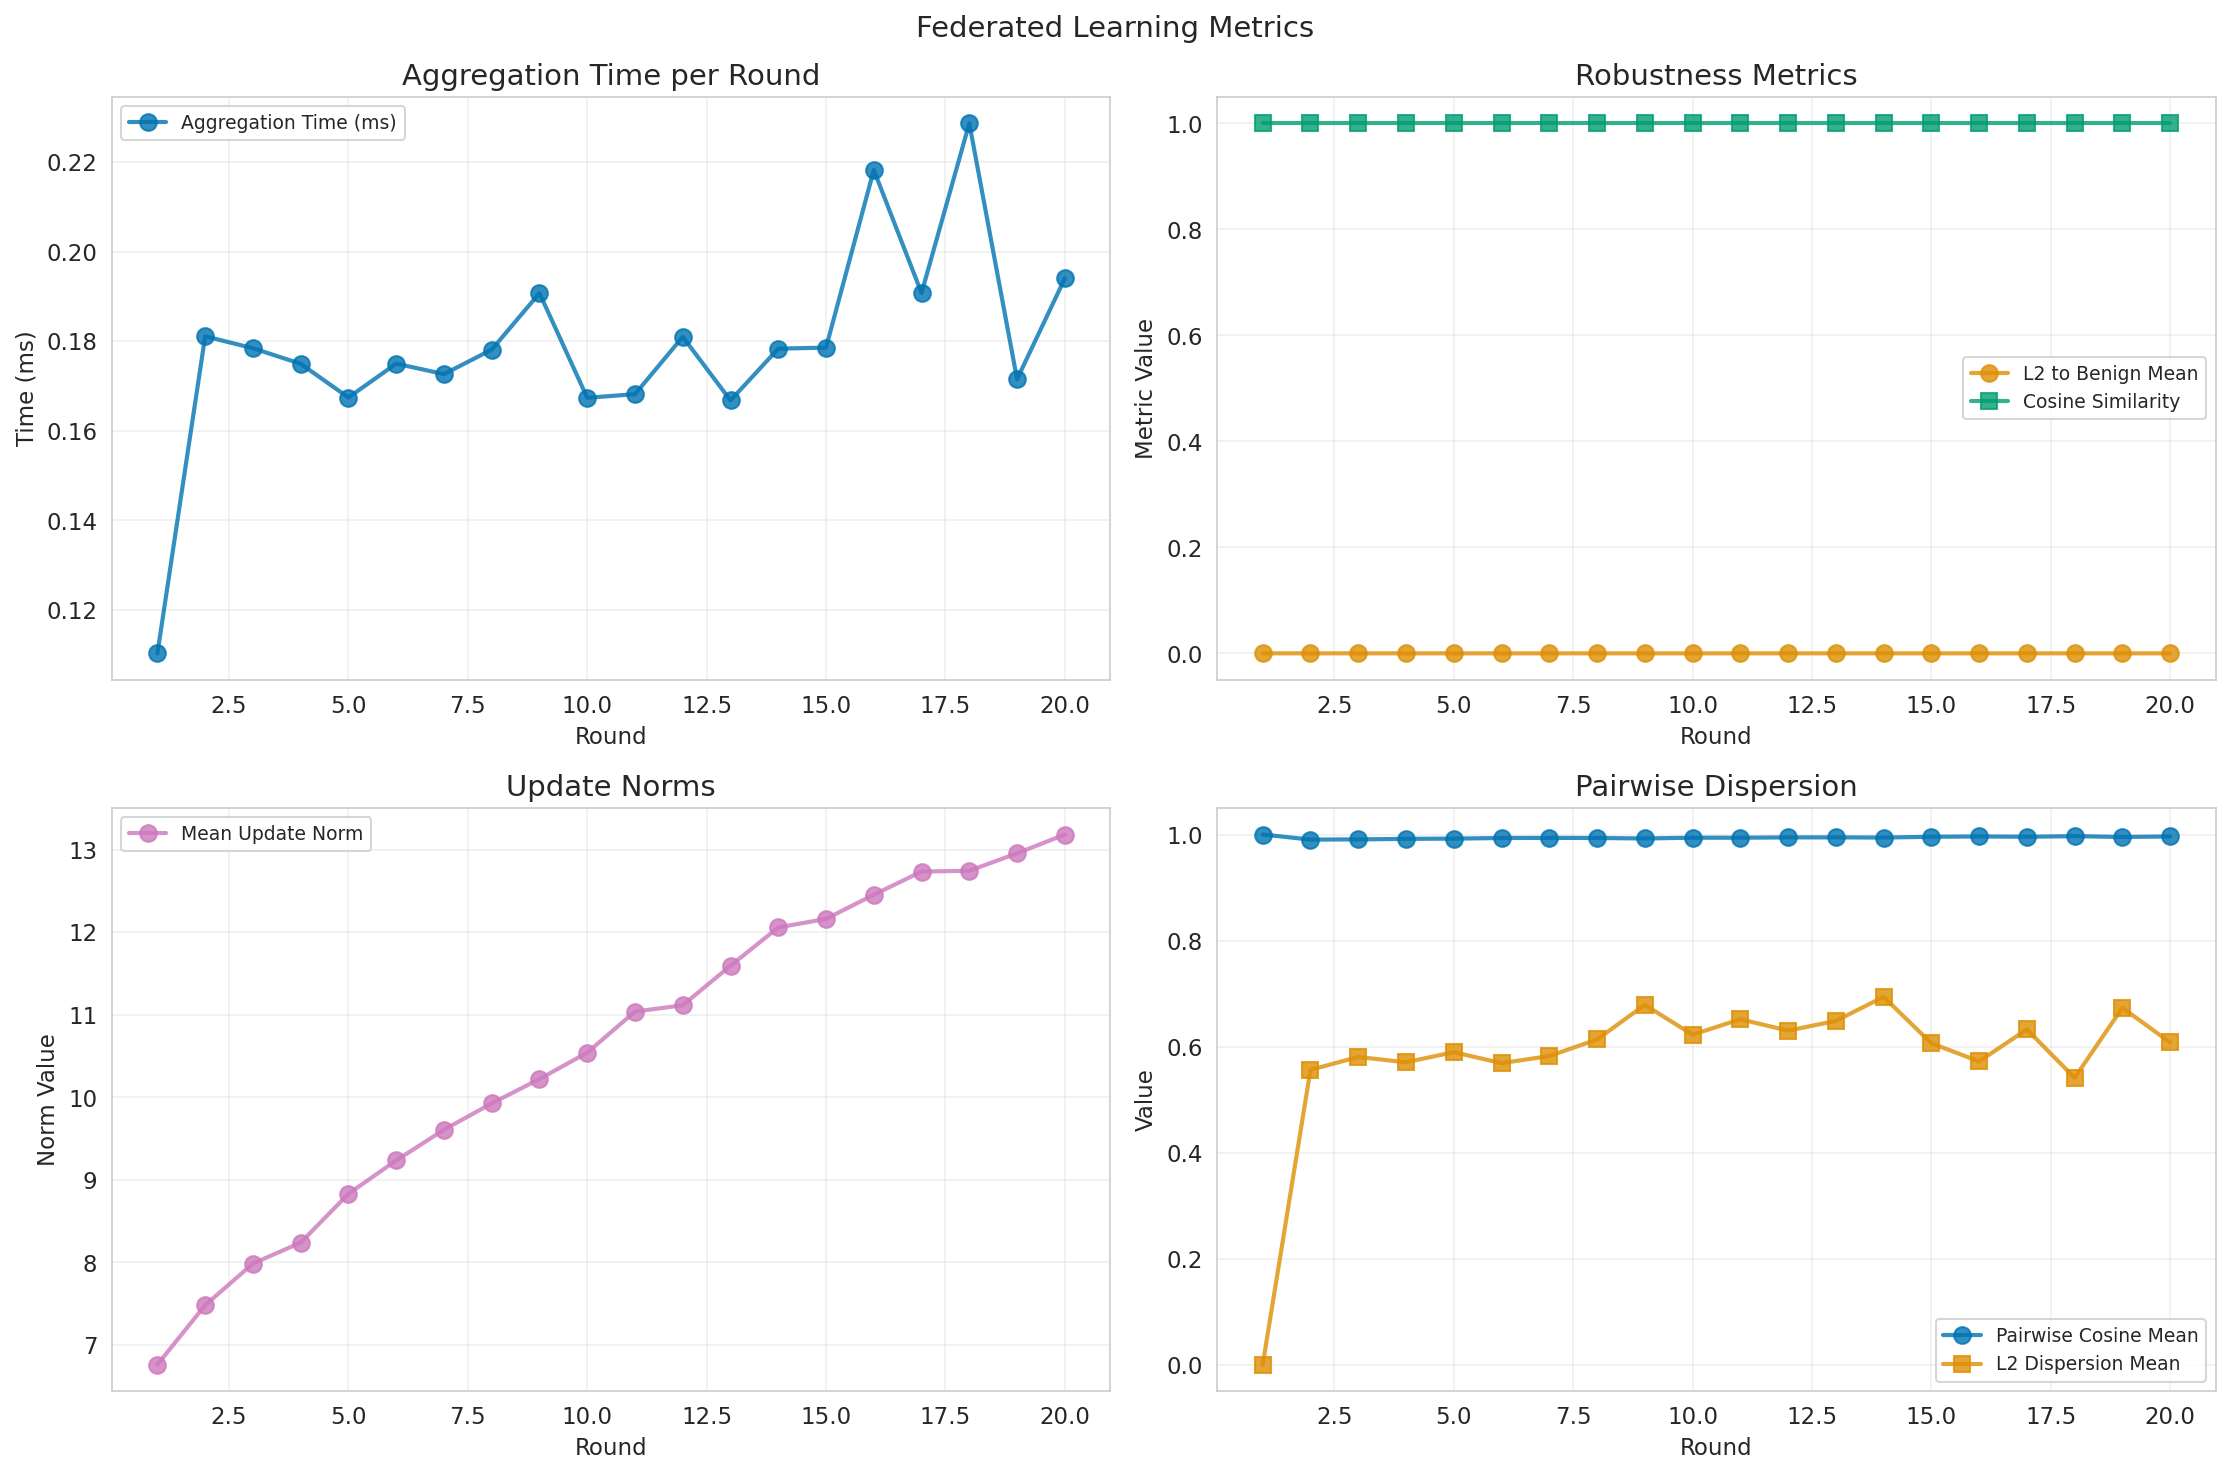 Federated Learning Metrics
Aggregation Time per Round
Aggregation Time (ms)
Time (ms)
0.22
0.20
0.18
0.16
0.14
0.12
2.5 5.0 7.5 10.0 12.5 15.0 17.5 20.0
Round
Robustness Metrics
Metric Value
1.0
0.8
0.6
0.4
0.2
0.0
L2 to Benign Mean
Cosine Similarity
2.5 5.0 7.5 10.0 12.5 15.0 17.5 20.0
Round
Update Norms
Mean Update Norm
Norm Value
13
12
11
10
9
8
7
2.5 5.0 7.5 10.0 12.5 15.0 17.5 20.0
Round
Pairwise Dispersion
Value
1.0
0.8
0.6
0.4
0.2
0.0
Pairwise Cosine Mean
L2 Dispersion Mean
2.5 5.0 7.5 10.0 12.5 15.0 17.5 20.0
Round